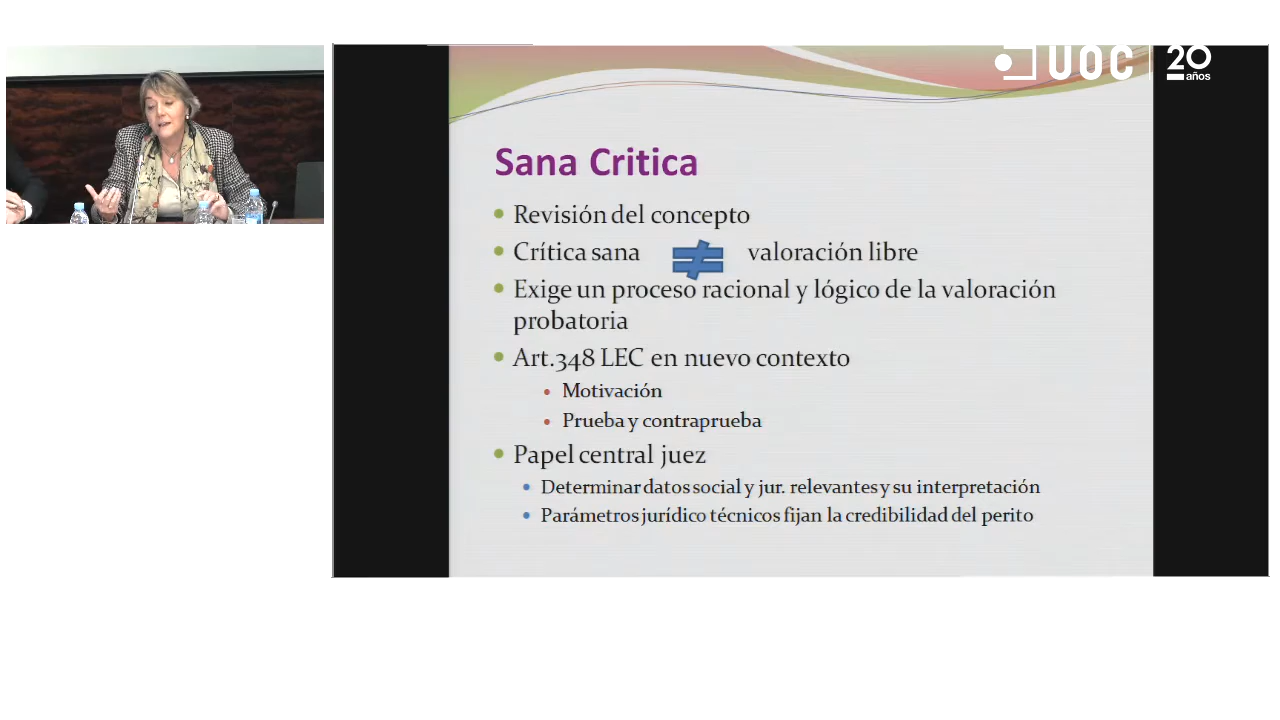 UOC
20
años
Sana Critica
Revisión del concepto
Crítica sana ≠ valoración libre
Exige un proceso racional y lógico de la valoración
probatoria
Art.348 LEC en nuevo contexto
Motivación
Prueba y contraprueba
Papel central juez
Determinar datos social y jur. relevantes y su interpretación
Parámetros jurídico técnicos fijan la credibilidad del perito